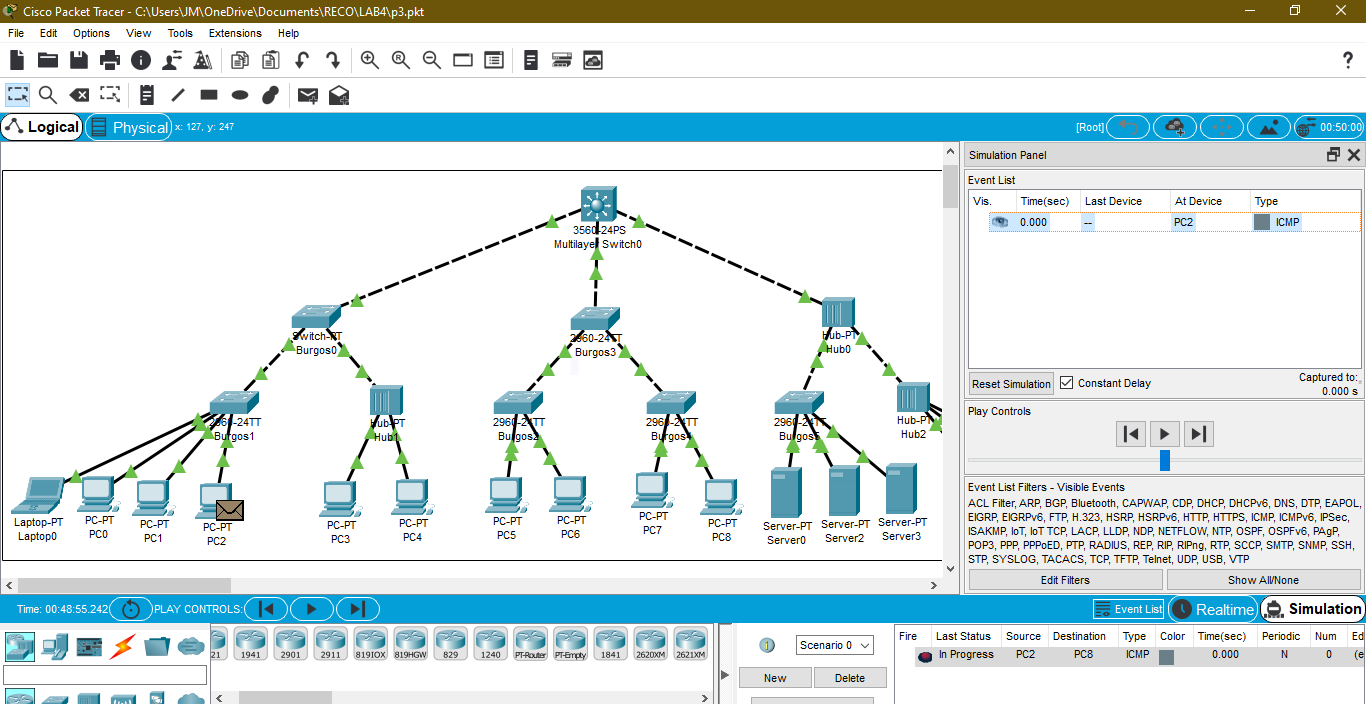 Cisco Packet Tracer - C:\Users\JM\OneDrive\Documents\RECO\LAB4\p3.pkt
File Edit Options View Tools Extensions Help
Logical Physical x: 127, y: 247 [Root] 00:50:00
3560-24PS
Multilayer Switch0
Switch-PT
Burgos0
2960-24TT
Burgos3
Hub-PT
Hub0
2960-24TT
Burgos1
Hub-PT
Hub1
2960-24TT
Burgos2
2960-24TT
Burgos4
2960-24TT
Burgos5
Hub-PT
Hub2
Laptop-PT
Laptop0
PC-PT
PC0
PC-PT
PC1
PC-PT
PC2
PC-PT
PC3
PC-PT
PC4
PC-PT
PC5
PC-PT
PC6
PC-PT
PC7
PC-PT
PC8
Server-PT
Server0
Server-PT
Server2
Server-PT
Server3
Simulation Panel
Event List
Vis. Time(sec) Last Device At Device Type
0.000 -- PC2 ICMP
Reset Simulation Constant Delay Captured to:
0.000 s
Play Controls
Event List Filters - Visible Events
ACL Filter, ARP, BGP, Bluetooth, CAPWAP, CDP, DHCP, DHCPv6, DNS, DTP, EAPOL,
EIGRP, EIGRPv6, FTP, H.323, HSRP, HSRPv6, HTTP, HTTPS, ICMP, ICMPv6, IPSec,
ISAKMP, IoT, IoT TCP, LACP, LLDP, NDP, NETFLOW, NTP, OSPF, OSPFv6, PAgP,
POP3, PPP, PPPoED, PTP, RADIUS, REP, RIP, RIPng, RTP, SCCP, SMTP, SNMP, SSH,
STP, SYSLOG, TACACS, TCP, TFTP, Telnet, UDP, USB, VTP
Edit Filters Show All/None
Time: 00:48:55.242 PLAY CONTROLS: Event List Realtime Simulation
21 1941 2901 2911 819IOX 819HGW 829 1240 PT-Router PT-Empty 1841 2620XM 2621XM
Scenario 0
New Delete
Fire Last Status Source Destination Type Color Time(sec) Periodic Num Edi
In Progress PC2 PC8 ICMP 0.000 N 0 (e